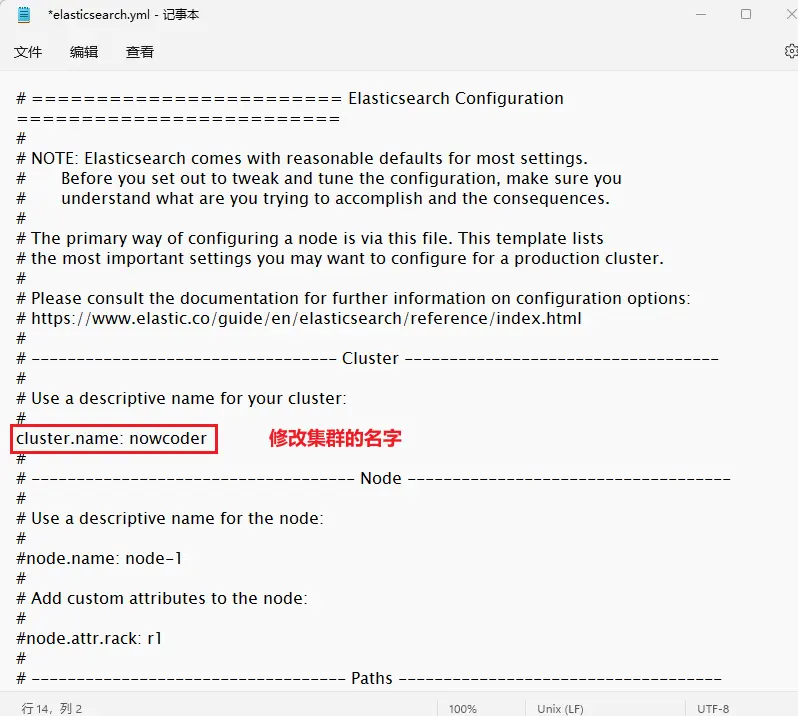 *elasticsearch.yml - 记事本
文件 编辑 查看
# ======================== Elasticsearch Configuration
=========================
#
# NOTE: Elasticsearch comes with reasonable defaults for most settings.
#       Before you set out to tweak and tune the configuration, make sure you
#       understand what are you trying to accomplish and the consequences.
#
# The primary way of configuring a node is via this file. This template lists
# the most important settings you may want to configure for a production cluster.
#
# Please consult the documentation for further information on configuration options:
# https://www.elastic.co/guide/en/elasticsearch/reference/index.html
#
# ---------------------------------- Cluster -----------------------------------
#
# Use a descriptive name for your cluster:
#
cluster.name: nowcoder 修改集群的名字
#
# ------------------------------------ Node ------------------------------------
#
# Use a descriptive name for the node:
#
#node.name: node-1
#
# Add custom attributes to the node:
#
#node.attr.rack: r1
#
# ----------------------------------- Paths ------------------------------------
行 14，列 2 100% Unix (LF) UTF-8